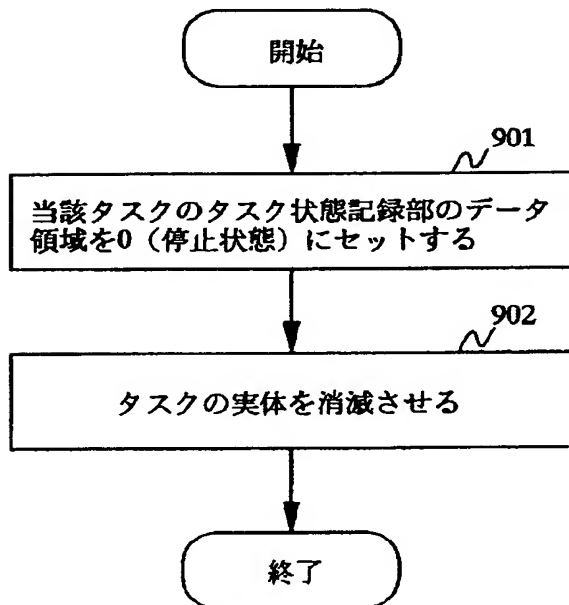 開始
901
当該タスクのタスク状態記録部のデータ
領域を0（停止状態）にセットする
902
タスクの実体を消滅させる
終了